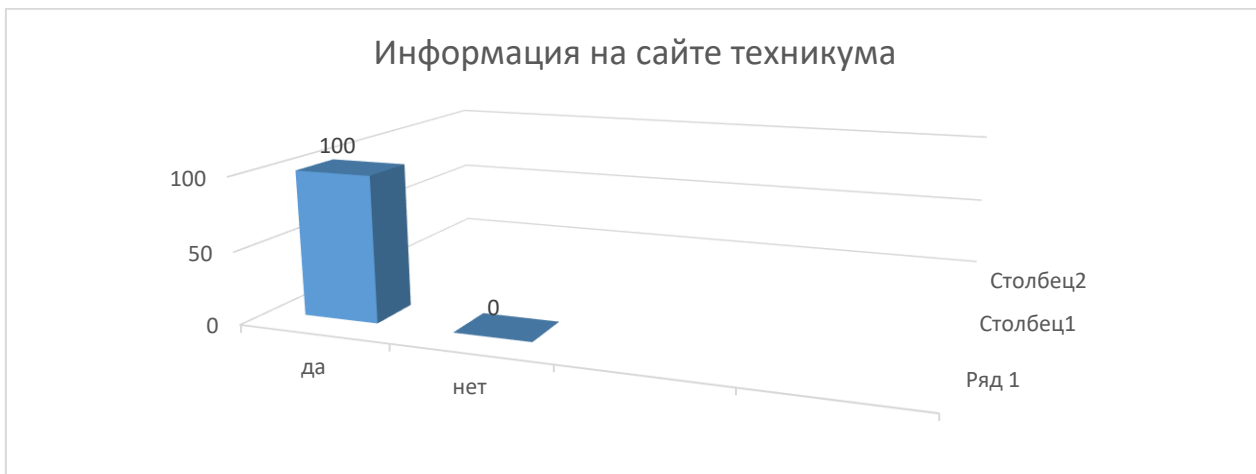 Информация на сайте техникума
100
100
50
0
0
да
нет
Столбец2
Столбец1
Ряд 1